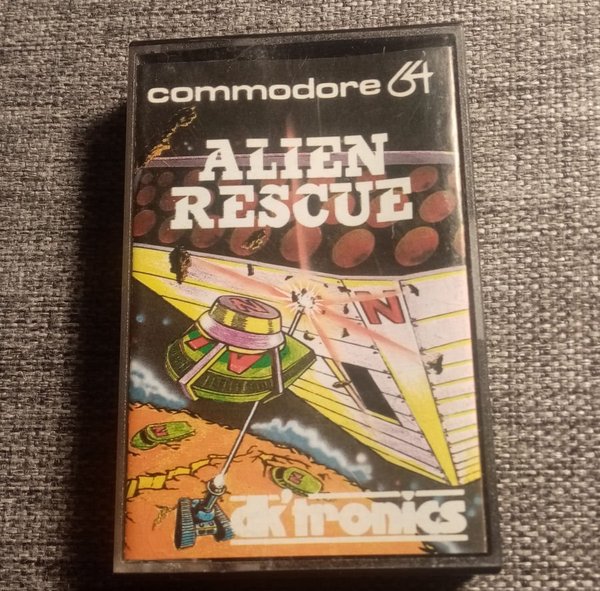 commodore 64
ALIEN
RESCUE
N
N
N
N
dk'tronics